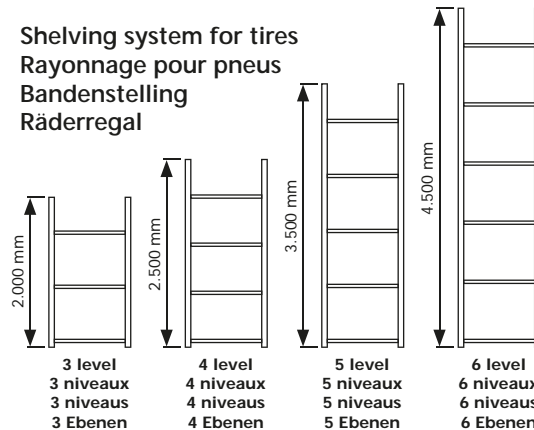 Shelving system for tires
Rayonnage pour pneus
Bandenstelling
Räderregal
2.000 mm
2.500 mm
3.500 mm
4.500 mm
3 level
3 niveaux
3 niveaus
3 Ebenen
4 level
4 niveaux
4 niveaus
4 Ebenen
5 level
5 niveaux
5 niveaus
5 Ebenen
6 level
6 niveaux
6 niveaus
6 Ebenen